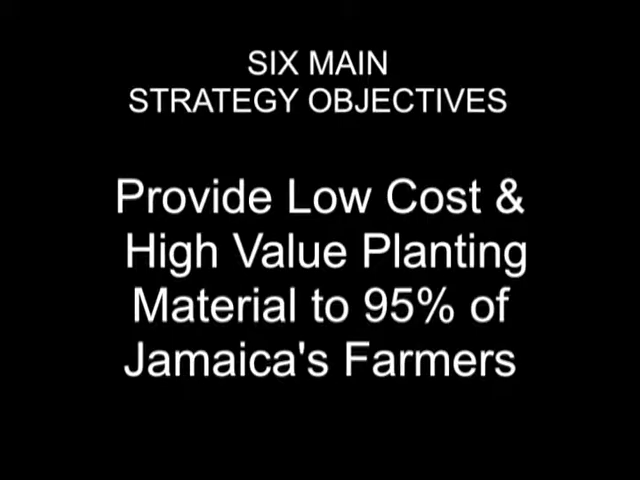 SIX MAIN
STRATEGY OBJECTIVES
Provide Low Cost &
High Value Planting
Material to 95% of
Jamaica's Farmers